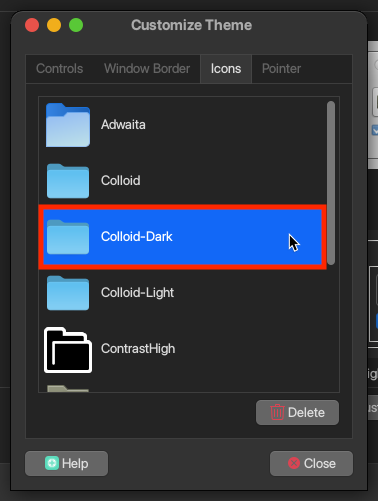 Customize Theme
Controls Window Border Icons Pointer
Adwaita
Colloid
Colloid-Dark
Colloid-Light
ContrastHigh
Delete
Help Close